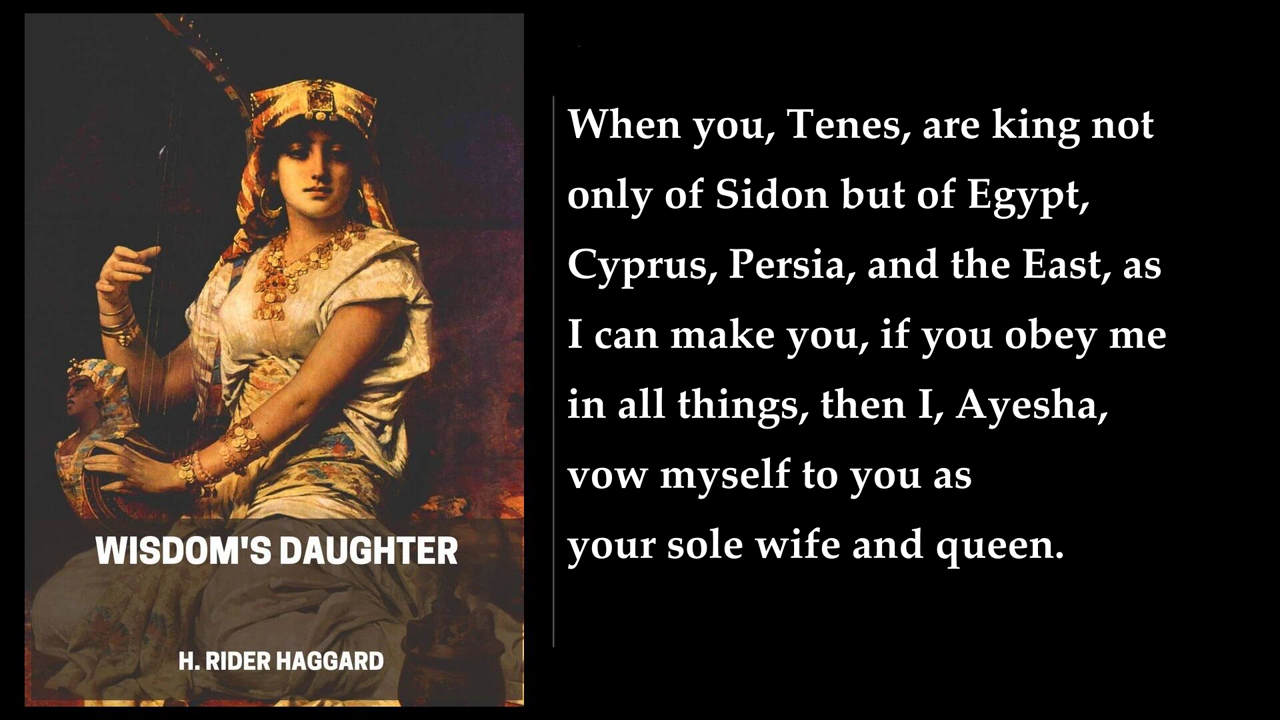 WISDOM'S DAUGHTER
H. RIDER HAGGARD
When you, Tenes, are king not
only of Sidon but of Egypt,
Cyprus, Persia, and the East, as
I can make you, if you obey me
in all things, then I, Ayesha,
vow myself to you as
your sole wife and queen.